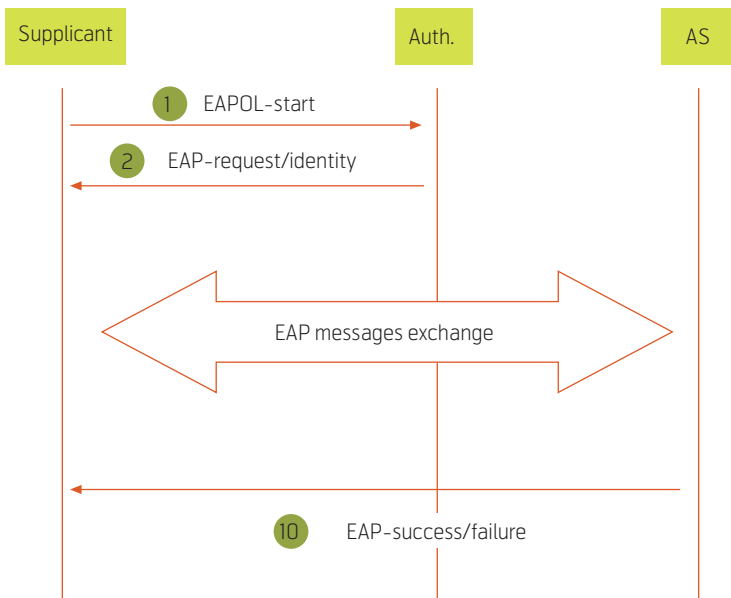 Supplicant
Auth.
AS
1 EAPOL-start
2 EAP-request/identity
EAP messages exchange
10 EAP-success/failure